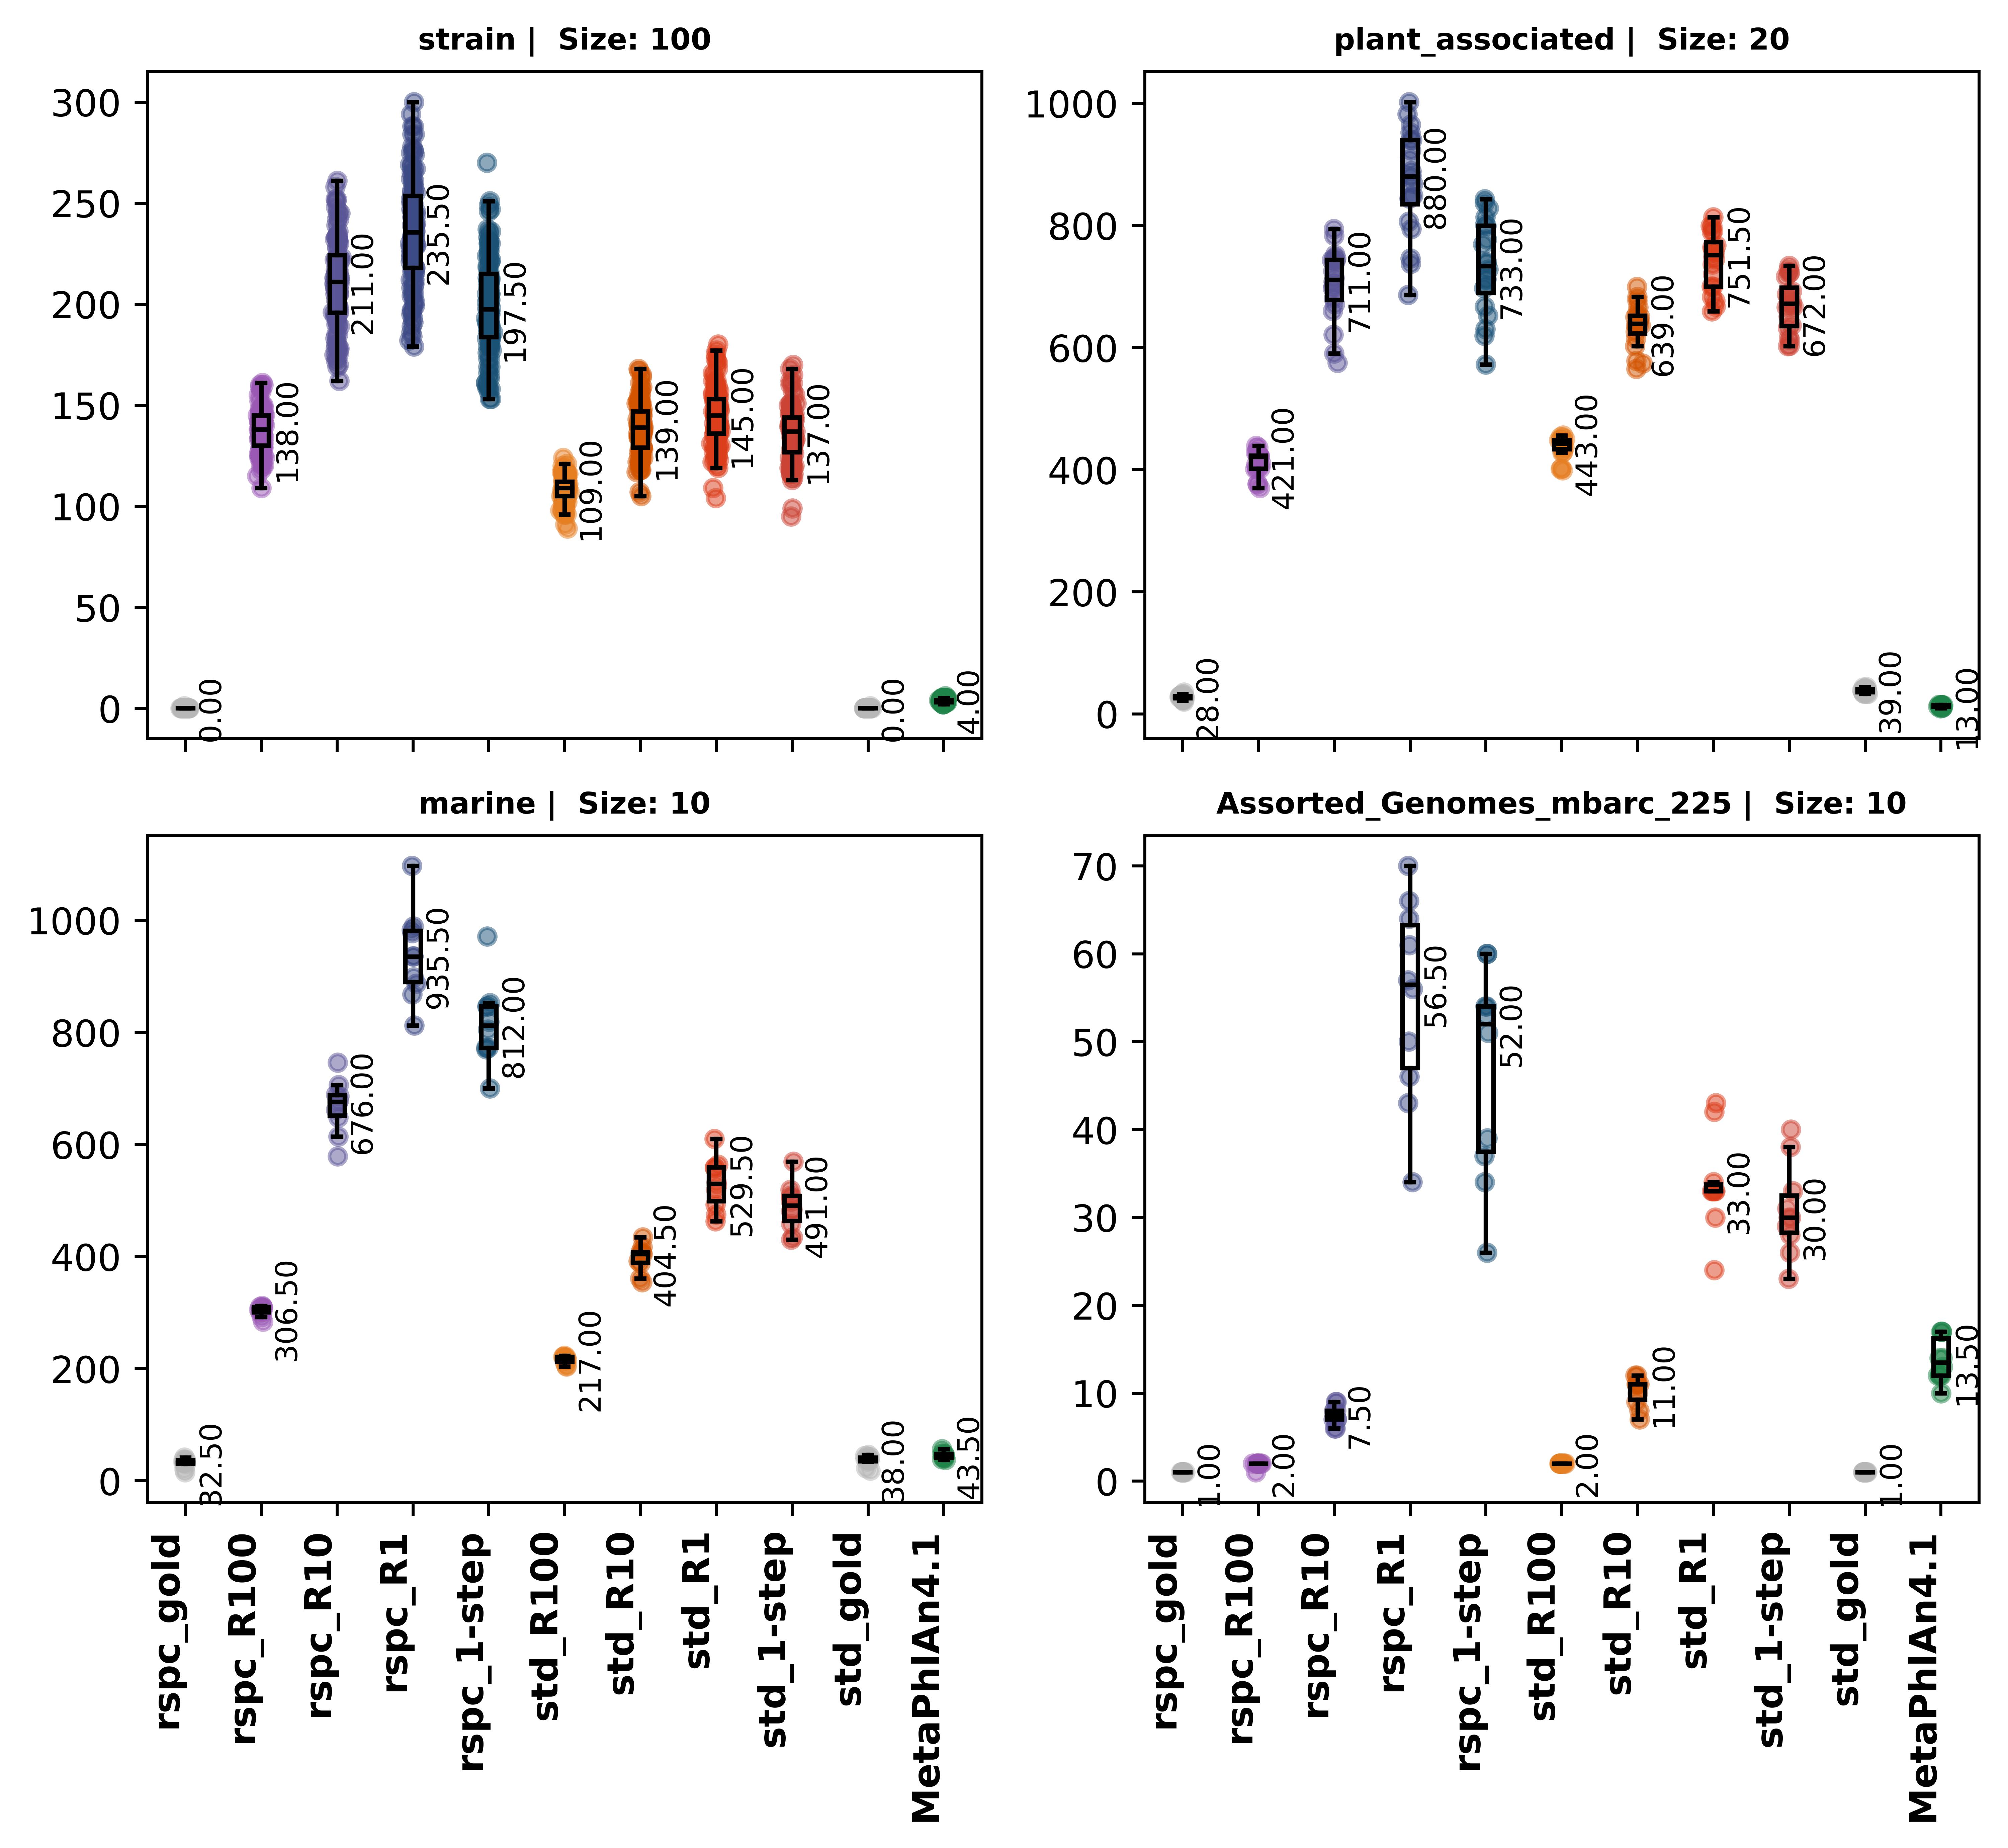 strain |  Size: 100
300
250
200
150
100
50
0
0.00
138.00
211.00
235.50
197.50
109.00
139.00
145.00
137.00
0.00
4.00
plant_associated |  Size: 20
1000
800
600
400
200
0
28.00
421.00
711.00
880.00
733.00
443.00
639.00
751.50
672.00
39.00
13.00
marine |  Size: 10
1000
800
600
400
200
0
32.50
306.50
676.00
935.50
812.00
217.00
404.50
529.50
491.00
38.00
43.50
rspc_gold
rspc_R100
rspc_R10
rspc_R1
rspc_1-step
std_R100
std_R10
std_R1
std_1-step
std_gold
MetaPhlAn4.1
Assorted_Genomes_mbarc_225 |  Size: 10
70
60
50
40
30
20
10
0
1.00
2.00
7.50
56.50
52.00
2.00
11.00
33.00
30.00
1.00
13.50
rspc_gold
rspc_R100
rspc_R10
rspc_R1
rspc_1-step
std_R100
std_R10
std_R1
std_1-step
std_gold
MetaPhlAn4.1